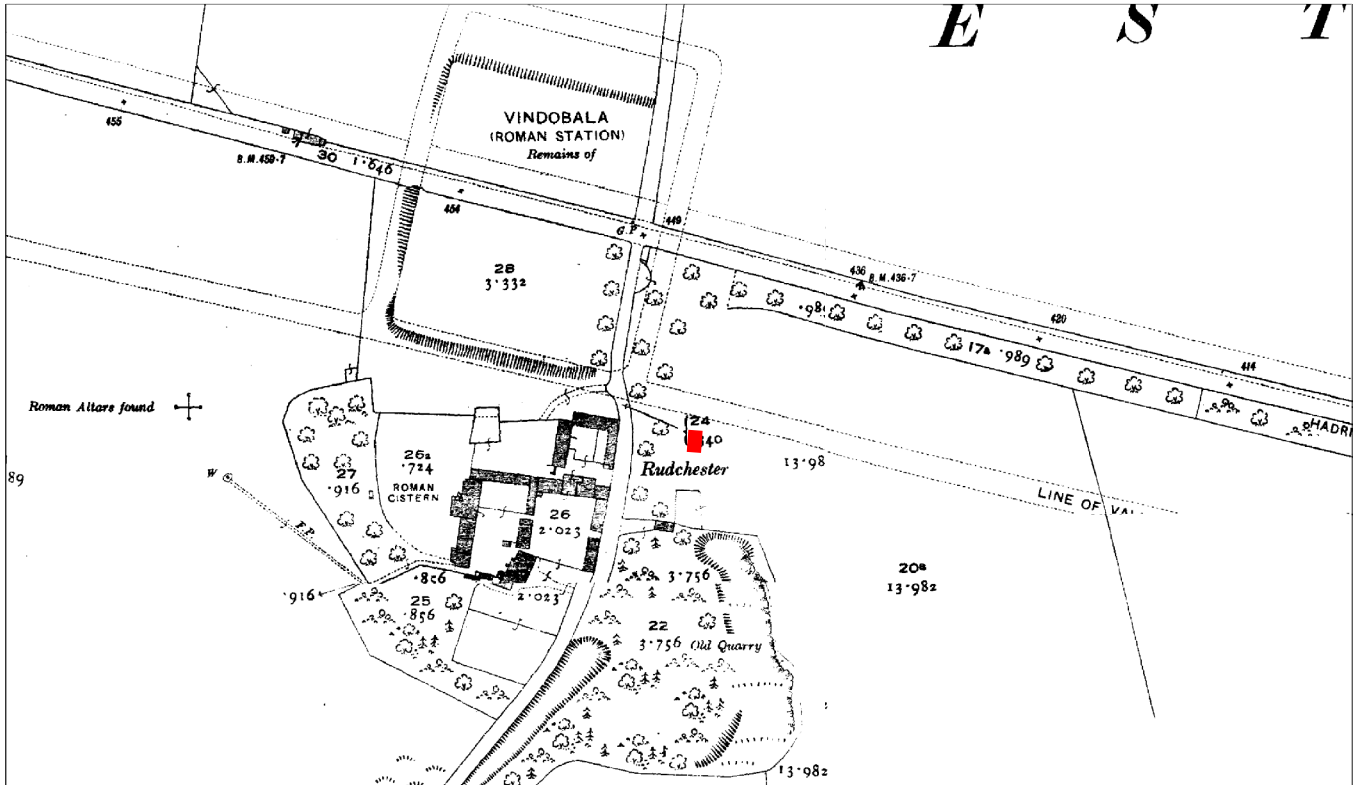 E S T
VINDOBALA
(ROMAN STATION)
Remains of
455
B.M.459·7
7
30 1·646
454
449
G.P
436
B.M.436·7
420
414
28
3·332
·981
17a ·989
HADRI
Roman Altars found
24
Rudchester
13·98
LINE OF
89
W
F.P.
27
·916
26a
·724
ROMAN
CISTERN
26
2·023
·916
·856
25
·856
2·023
3·756
22
3·756 Old Quarry
20a
13·982
13·982